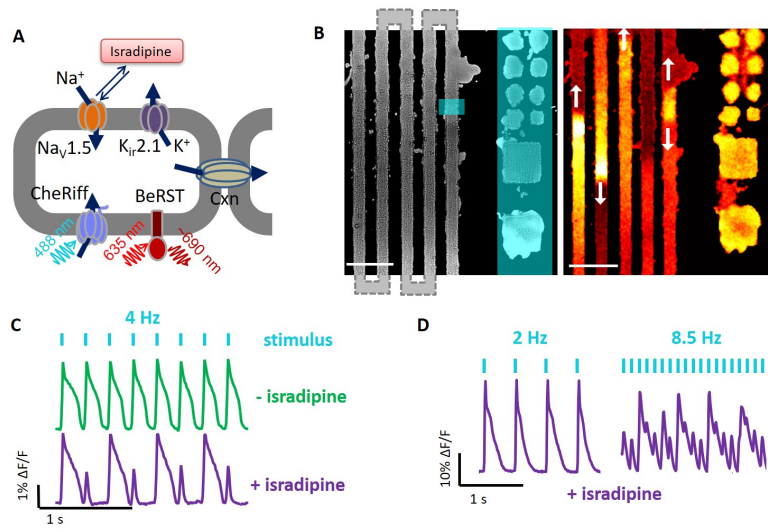 A
Isradipine
Na⁺
NaV1.5
Kir2.1
K⁺
CheRiff
BeRST
Cxn
488 nm
635 nm
~690 nm
B
C
4 Hz
stimulus
- isradipine
+ isradipine
1% ΔF/F
1 s
D
2 Hz
8.5 Hz
10% ΔF/F
1 s
+ isradipine